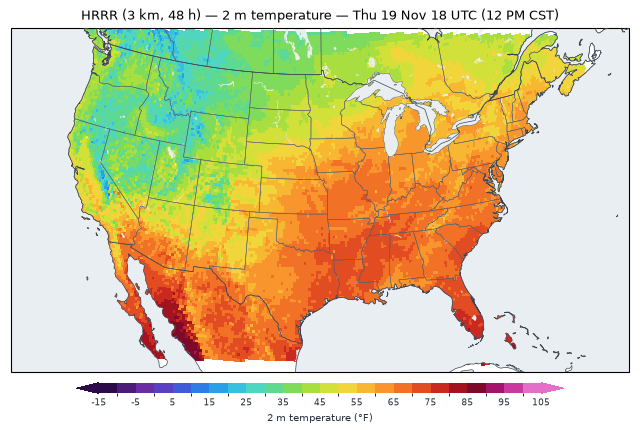 HRRR (3 km, 48 h) — 2 m temperature — Thu 19 Nov 18 UTC (12 PM CST)
-15 -5 5 15 25 35 45 55 65 75 85 95 105
2 m temperature (°F)